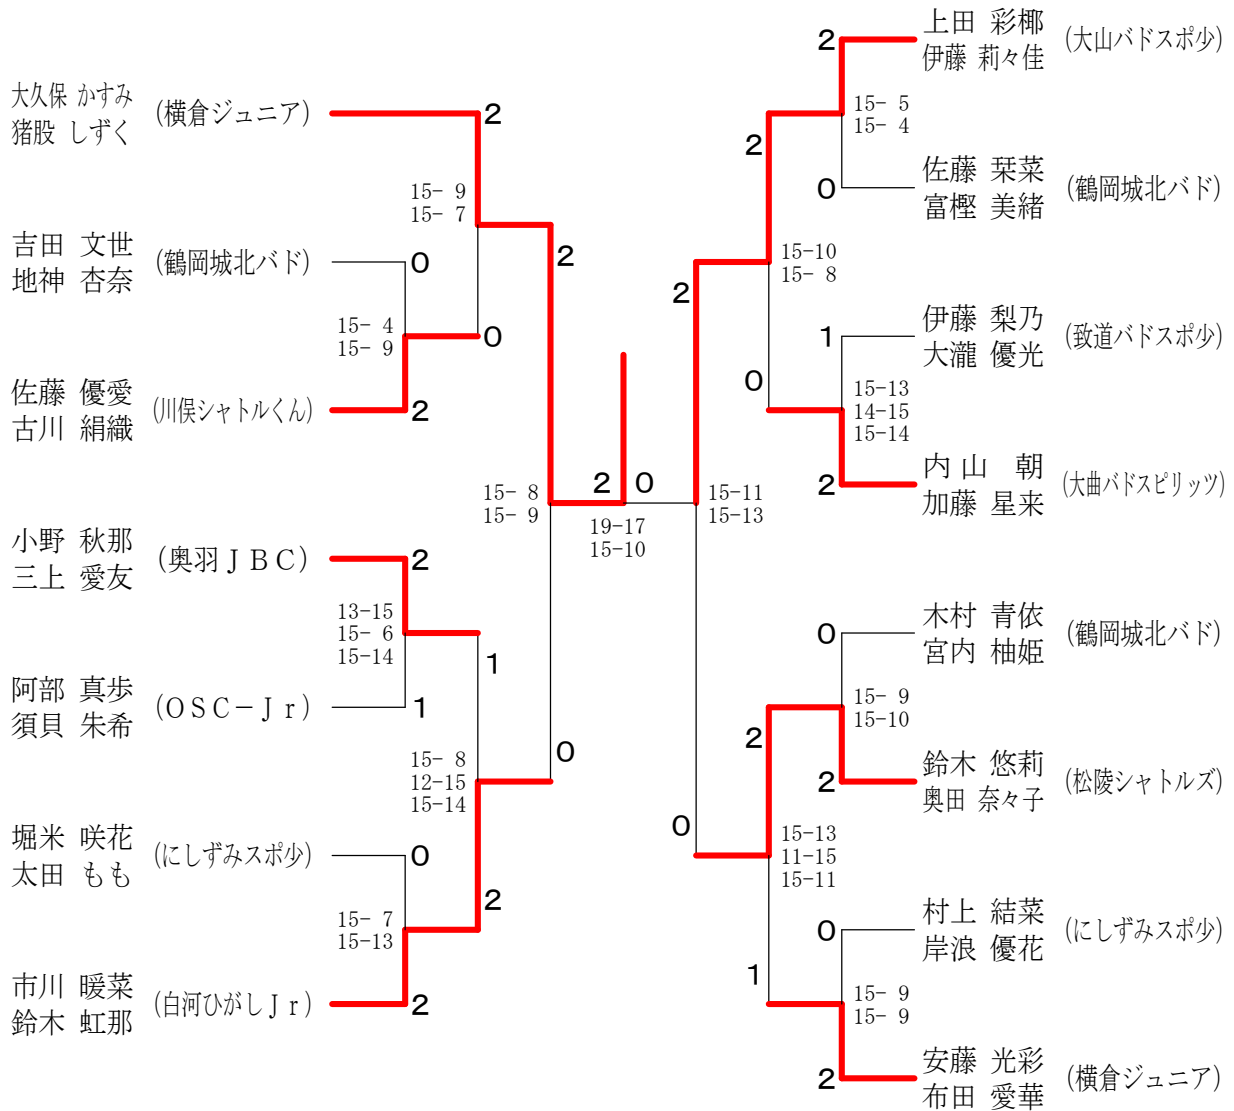 大久保 かすみ
猪股 しずく
(横倉ジュニア)
2
15- 9
15- 7
吉田 文世
地神 杏奈
(鶴岡城北バド)
0
15- 4
15- 9
0
佐藤 優愛
古川 絹織
(川俣シャトルくん)
2
2
15- 8
15- 9
小野 秋那
三上 愛友
(奥羽ＪＢＣ)
2
13-15
15- 6
15-14
1
阿部 真歩
須貝 朱希
(ＯＳＣ－Ｊｒ)
1
15- 8
12-15
15-14
0
堀米 咲花
太田 もも
(にしずみスポ少)
0
15- 7
15-13
2
市川 暖菜
鈴木 虹那
(白河ひがしＪｒ)
2
2 0
19-17
15-10
上田 彩椰
伊藤 莉々佳
(大山バドスポ少)
2
15- 5
15- 4
2
佐藤 栞菜
富樫 美緒
(鶴岡城北バド)
0
15-10
15- 8
2
伊藤 梨乃
大瀧 優光
(致道バドスポ少)
1
15-13
14-15
15-14
0
内山 朝
加藤 星来
(大曲バドスピリッツ)
2
15-11
15-13
木村 青依
宮内 柚姫
(鶴岡城北バド)
0
15- 9
15-10
2
鈴木 悠莉
奥田 奈々子
(松陵シャトルズ)
2
15-13
11-15
15-11
0
村上 結菜
岸浪 優花
(にしずみスポ少)
0
15- 9
15- 9
1
安藤 光彩
布田 愛華
(横倉ジュニア)
2